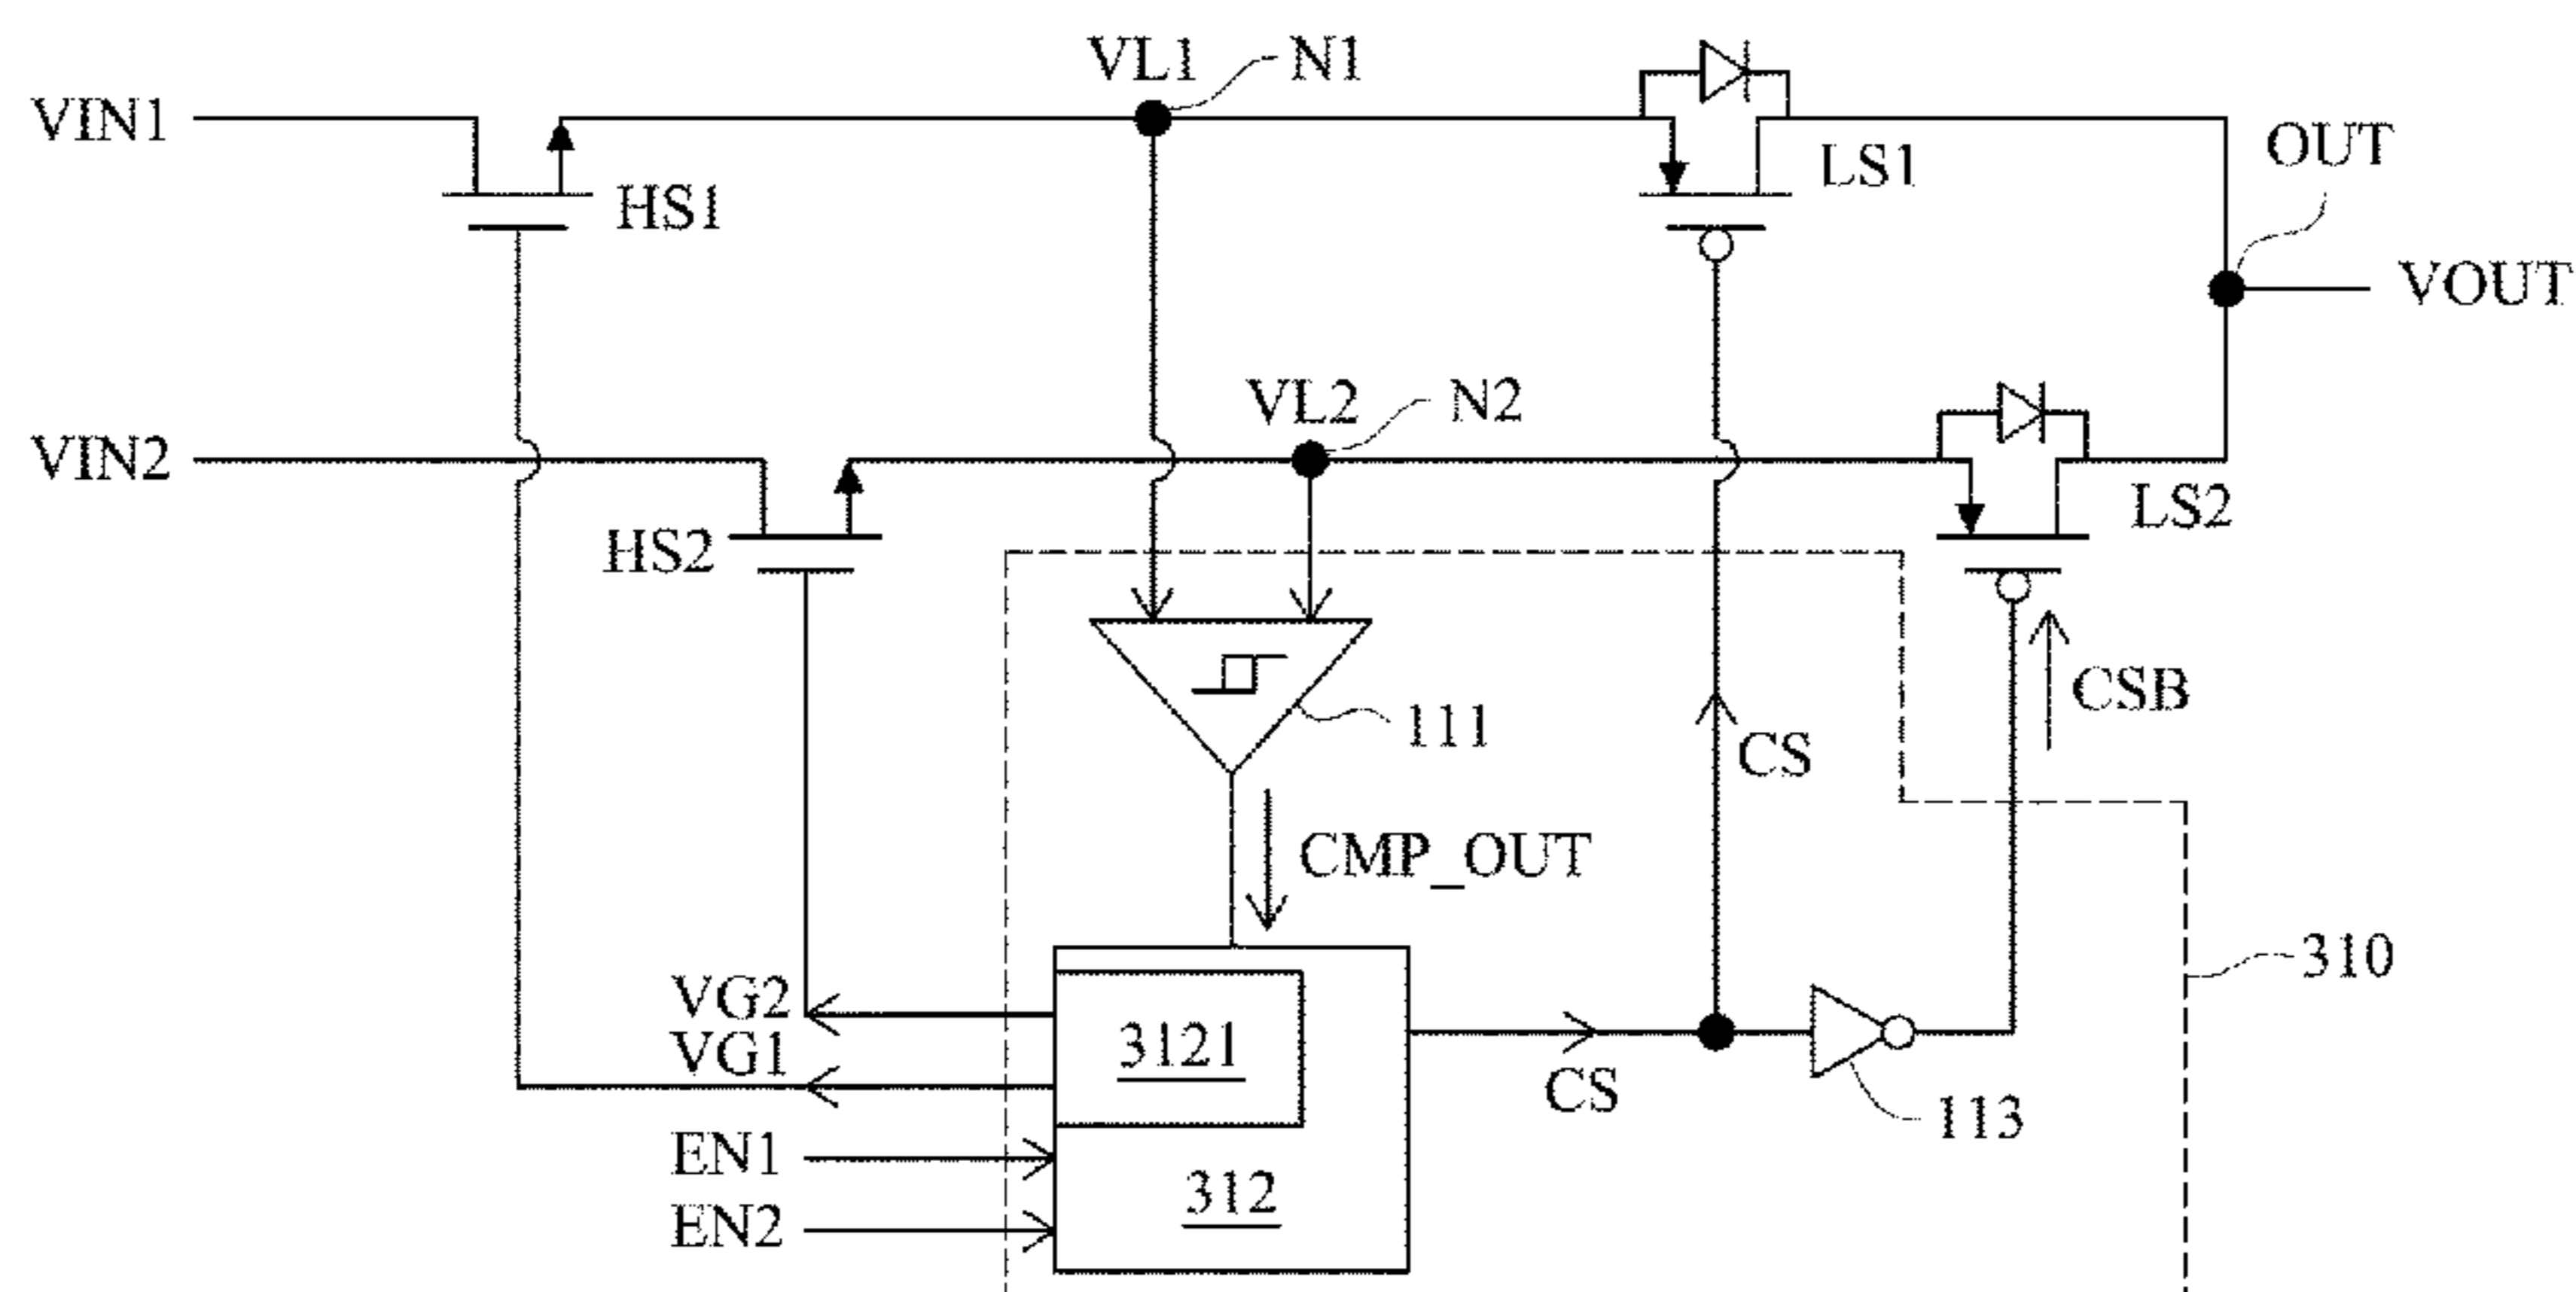 VL1
N1
VIN1
LS1
OUT
HS1
VOUT
VL2
N2
VIN2
LS2
HS2
CSB
111
CS
CMP_OUT
310
VG2
3121
VG1
CS
113
EN1
312
EN2